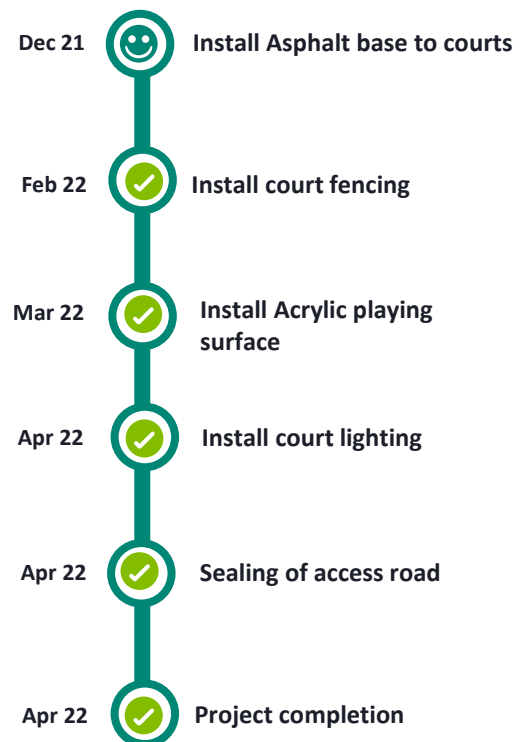 Dec 21 Install Asphalt base to courts
Feb 22 Install court fencing
Mar 22 Install Acrylic playing
surface
Apr 22 Install court lighting
Apr 22 Sealing of access road
Apr 22 Project completion